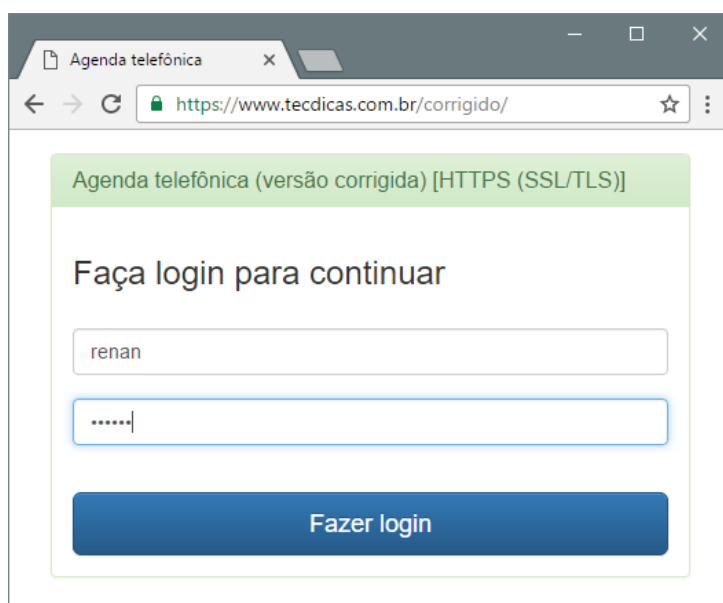 Agenda telefônica
https://www.tecdicas.com.br/corrigido/
Agenda telefônica (versão corrigida) [HTTPS (SSL/TLS)]
Faça login para continuar
renan
••••••
Fazer login